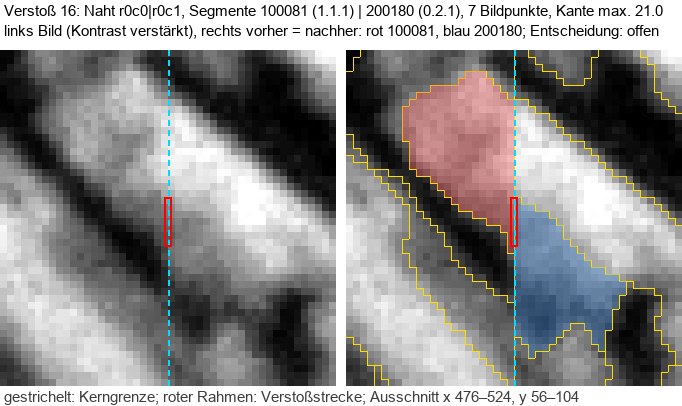 Verstoß 16: Naht r0c0|r0c1, Segmente 100081 (1.1.1) | 200180 (0.2.1), 7 Bildpunkte, Kante max. 21.0
links Bild (Kontrast verstärkt), rechts vorher = nachher: rot 100081, blau 200180; Entscheidung: offen
gestrichelt: Kerngrenze; roter Rahmen: Verstoßstrecke; Ausschnitt x 476–524, y 56–104